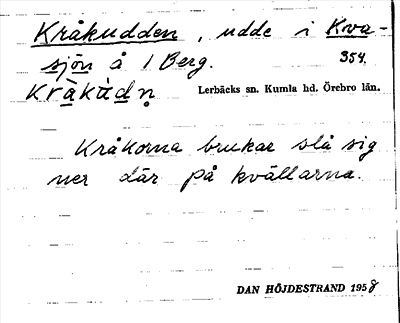 Kråkudden, udde i Kva-
sjön å 1 Berg. 354.
kràkùdn̥ Lerbäcks sn. Kumla hd. Örebro län.
Kråkorna brukar slå sig
ner där på kvällarna.
DAN HÖJDESTRAND 1958